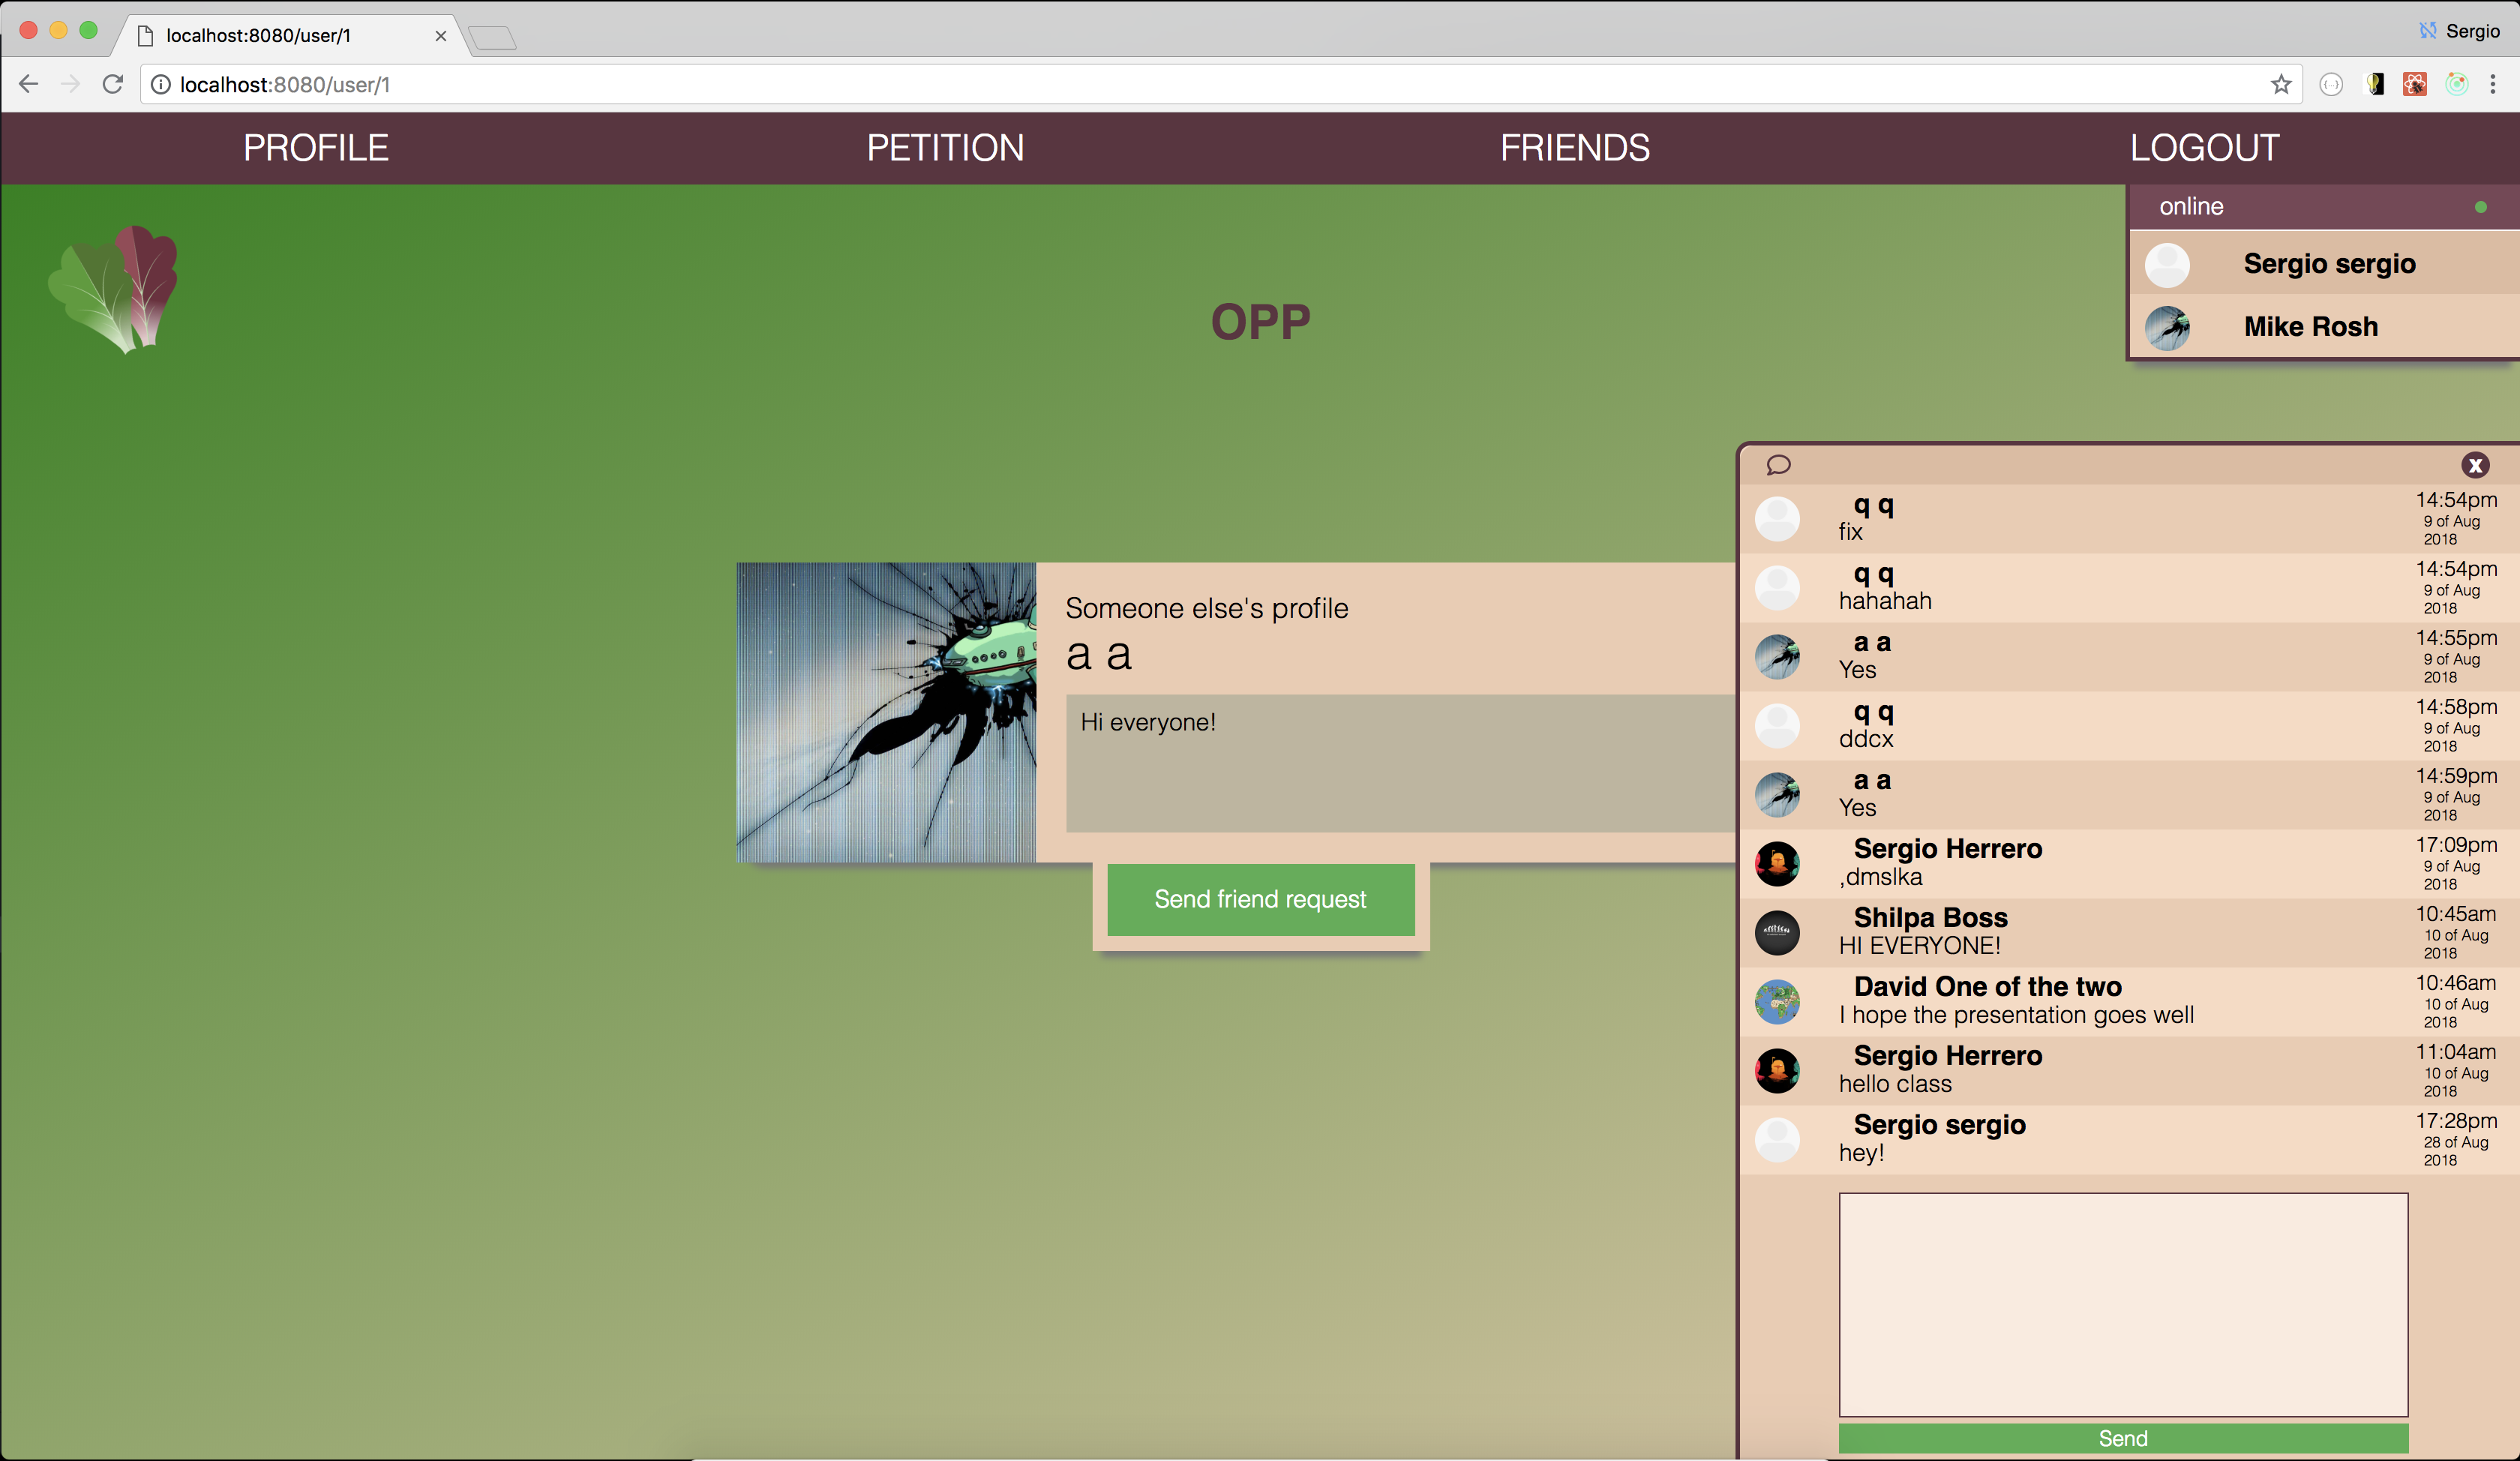 localhost:8080/user/1
Sergio
localhost:8080/user/1
PROFILE
PETITION
FRIENDS
LOGOUT
online
Sergio sergio
Mike Rosh
OPP
Someone else's profile
a a
Hi everyone!
Send friend request
q q
fix
14:54pm
9 of Aug
2018
q q
hahahah
14:54pm
9 of Aug
2018
a a
Yes
14:55pm
9 of Aug
2018
q q
ddcx
14:58pm
9 of Aug
2018
a a
Yes
14:59pm
9 of Aug
2018
Sergio Herrero
,dmslka
17:09pm
9 of Aug
2018
Shilpa Boss
HI EVERYONE!
10:45am
10 of Aug
2018
David One of the two
I hope the presentation goes well
10:46am
10 of Aug
2018
Sergio Herrero
hello class
11:04am
10 of Aug
2018
Sergio sergio
hey!
17:28pm
28 of Aug
2018
Send